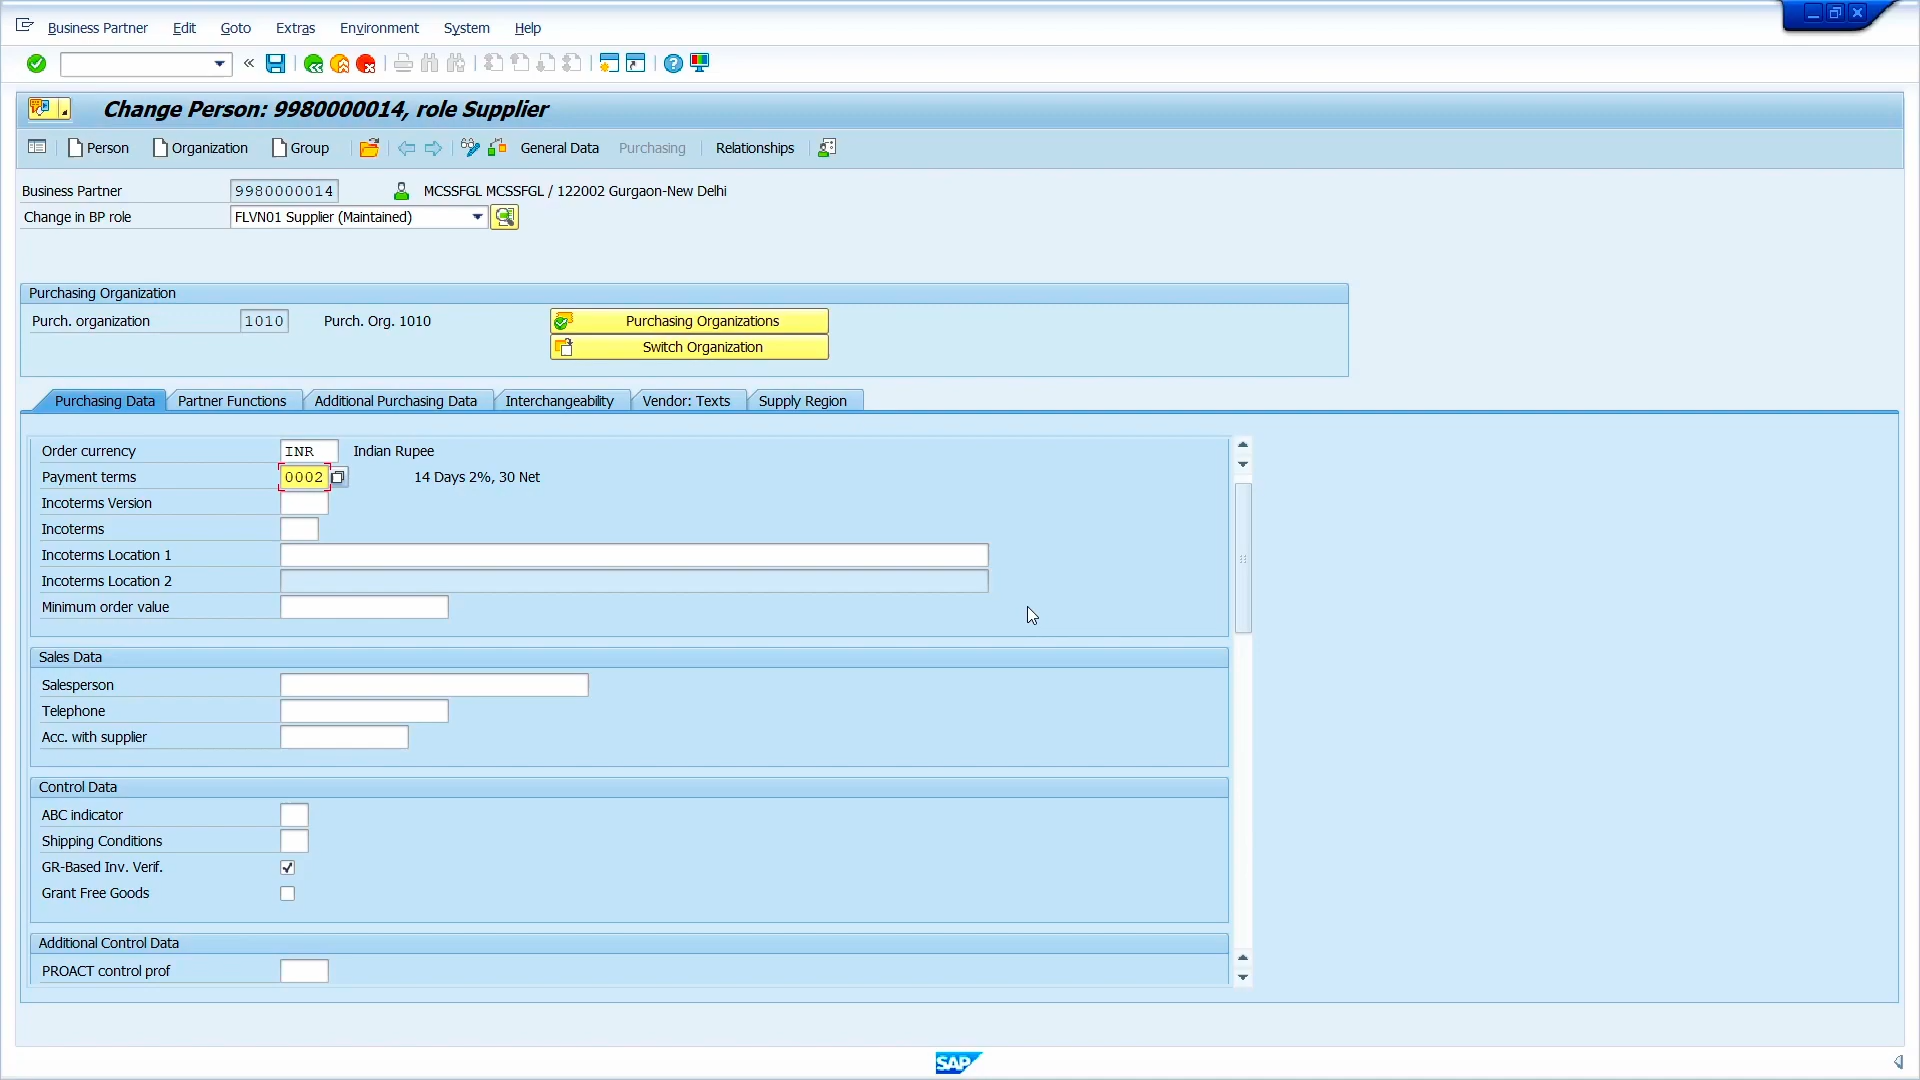 Business Partner Edit Goto Extras Environment System Help
Change Person: 9980000014, role Supplier
Person Organization Group General Data Purchasing Relationships
Business Partner 9980000014 MCSSFGL MCSSFGL / 122002 Gurgaon-New Delhi
Change in BP role FLVN01 Supplier (Maintained)
Purchasing Organization
Purch. organization 1010 Purch. Org. 1010 Purchasing Organizations
Switch Organization
Purchasing Data Partner Functions Additional Purchasing Data Interchangeability Vendor: Texts Supply Region
Order currency INR Indian Rupee
Payment terms 0002 14 Days 2%, 30 Net
Incoterms Version
Incoterms
Incoterms Location 1
Incoterms Location 2
Minimum order value
Sales Data
Salesperson
Telephone
Acc. with supplier
Control Data
ABC indicator
Shipping Conditions
GR-Based Inv. Verif.
Grant Free Goods
Additional Control Data
PROACT control prof
SAP